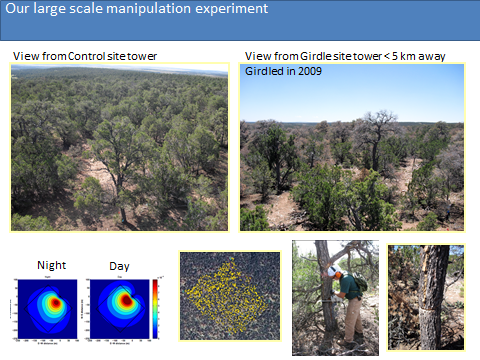 Our large scale manipulation experiment
View from Control site tower
View from Girdle site tower < 5 km away
Girdled in 2009
Night
Day